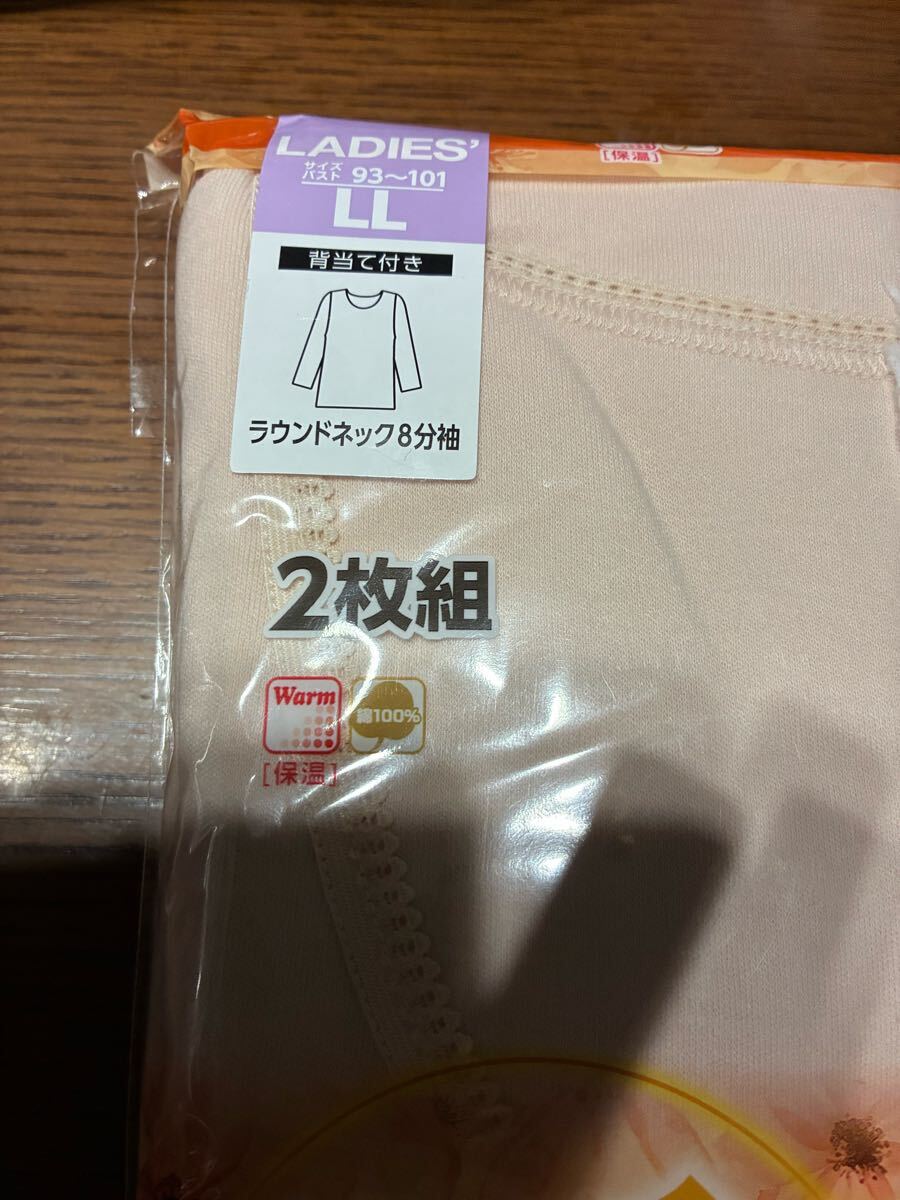 LADIES'
サイズ
バスト 93～101
LL
背当て付き
ラウンドネック8分袖
[保温]
2枚組
Warm
綿100%
[保温]